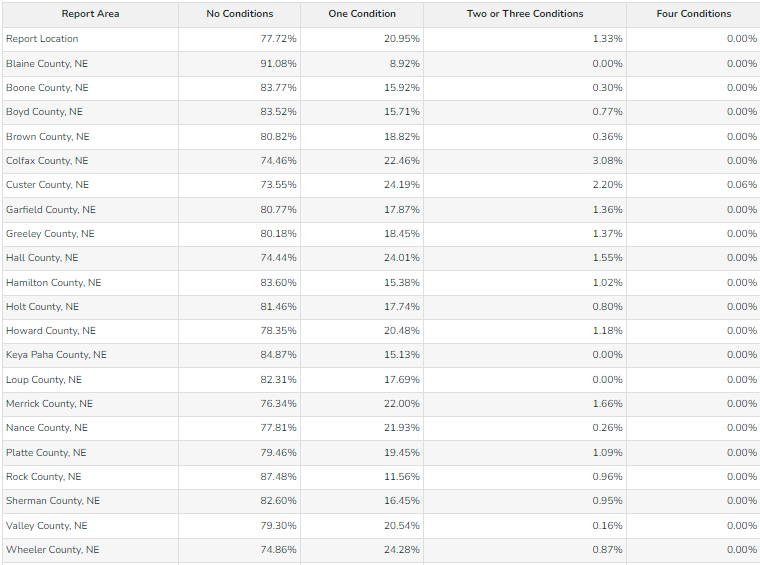 Report Area No Conditions One Condition Two or Three Conditions Four Conditions
Report Location 77.72% 20.95% 1.33% 0.00%
Blaine County, NE 91.08% 8.92% 0.00% 0.00%
Boone County, NE 83.77% 15.92% 0.30% 0.00%
Boyd County, NE 83.52% 15.71% 0.77% 0.00%
Brown County, NE 80.82% 18.82% 0.36% 0.00%
Colfax County, NE 74.46% 22.46% 3.08% 0.00%
Custer County, NE 73.55% 24.19% 2.20% 0.06%
Garfield County, NE 80.77% 17.87% 1.36% 0.00%
Greeley County, NE 80.18% 18.45% 1.37% 0.00%
Hall County, NE 74.44% 24.01% 1.55% 0.00%
Hamilton County, NE 83.60% 15.38% 1.02% 0.00%
Holt County, NE 81.46% 17.74% 0.80% 0.00%
Howard County, NE 78.35% 20.48% 1.18% 0.00%
Keya Paha County, NE 84.87% 15.13% 0.00% 0.00%
Loup County, NE 82.31% 17.69% 0.00% 0.00%
Merrick County, NE 76.34% 22.00% 1.66% 0.00%
Nance County, NE 77.81% 21.93% 0.26% 0.00%
Platte County, NE 79.46% 19.45% 1.09% 0.00%
Rock County, NE 87.48% 11.56% 0.96% 0.00%
Sherman County, NE 82.60% 16.45% 0.95% 0.00%
Valley County, NE 79.30% 20.54% 0.16% 0.00%
Wheeler County, NE 74.86% 24.28% 0.87% 0.00%